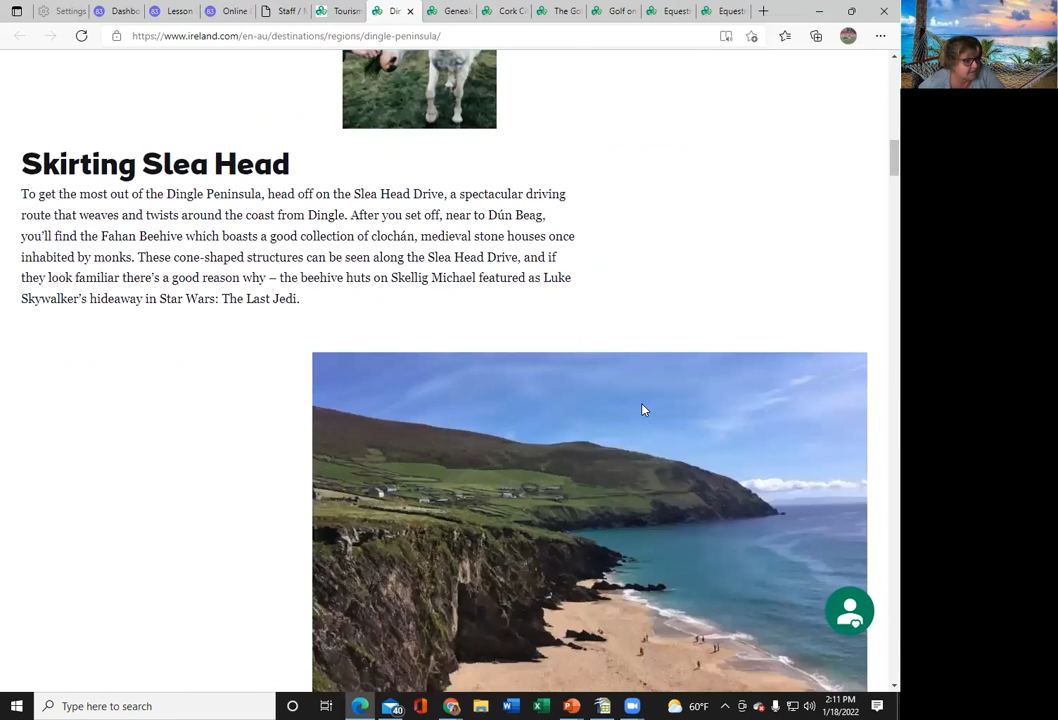 Settings
Dashbo
Lesson
Online
Staff /
Tourism
Din
Geneal
Cork C
The Go
Golf on
Equest
Equest
https://www.ireland.com/en-au/destinations/regions/dingle-peninsula/
Skirting Slea Head
To get the most out of the Dingle Peninsula, head off on the Slea Head Drive, a spectacular driving
route that weaves and twists around the coast from Dingle. After you set off, near to Dún Beag,
you'll find the Fahan Beehive which boasts a good collection of clochán, medieval stone houses once
inhabited by monks. These cone-shaped structures can be seen along the Slea Head Drive, and if
they look familiar there's a good reason why – the beehive huts on Skellig Michael featured as Luke
Skywalker's hideaway in Star Wars: The Last Jedi.
Type here to search
40
60°F
2:11 PM
1/18/2022